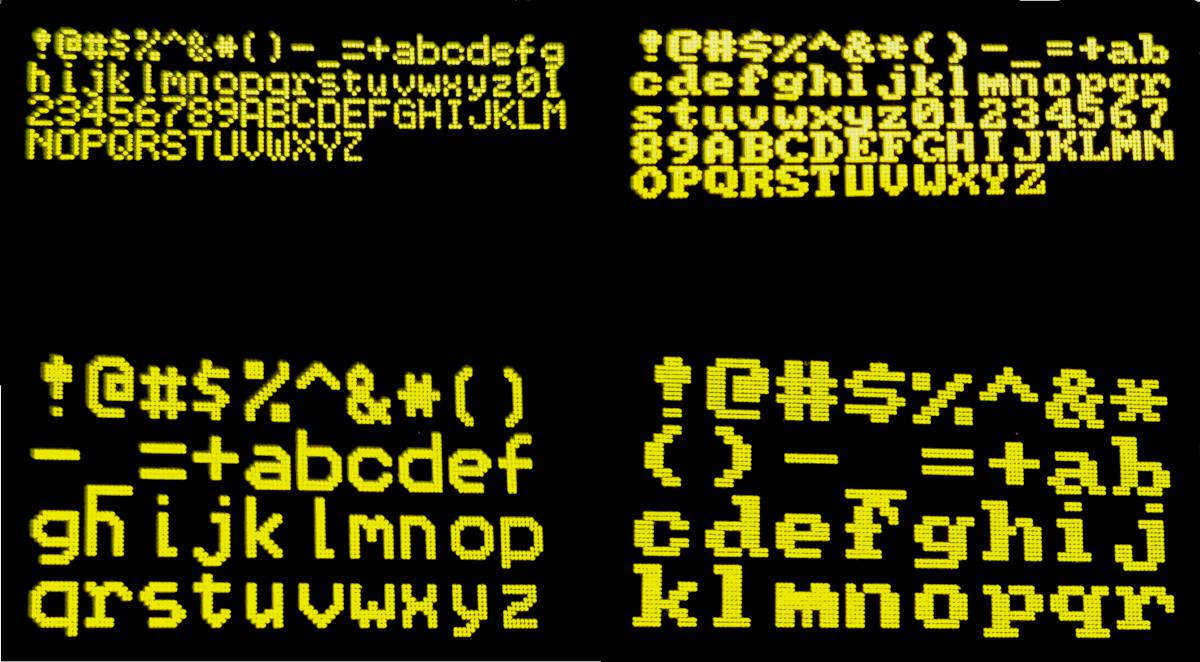 !@#$%^&*()-_=+abcdefg
hijklmnopqrstuvwxyz01
23456789ABCDEFGHIJKLM
NOPQRSTUVWXYZ
!@#$%^&*()-_=+ab
cdefghijklmnopqr
stuvwxyz01234567
89ABCDEFGHIJKLMN
OPQRSTUVWXYZ
!@#$%^&*()
-_=+abcdef
ghijklmnop
qrstuvwxyz
!@#$%^&*
()-_=+ab
cdefghij
klmnopqr